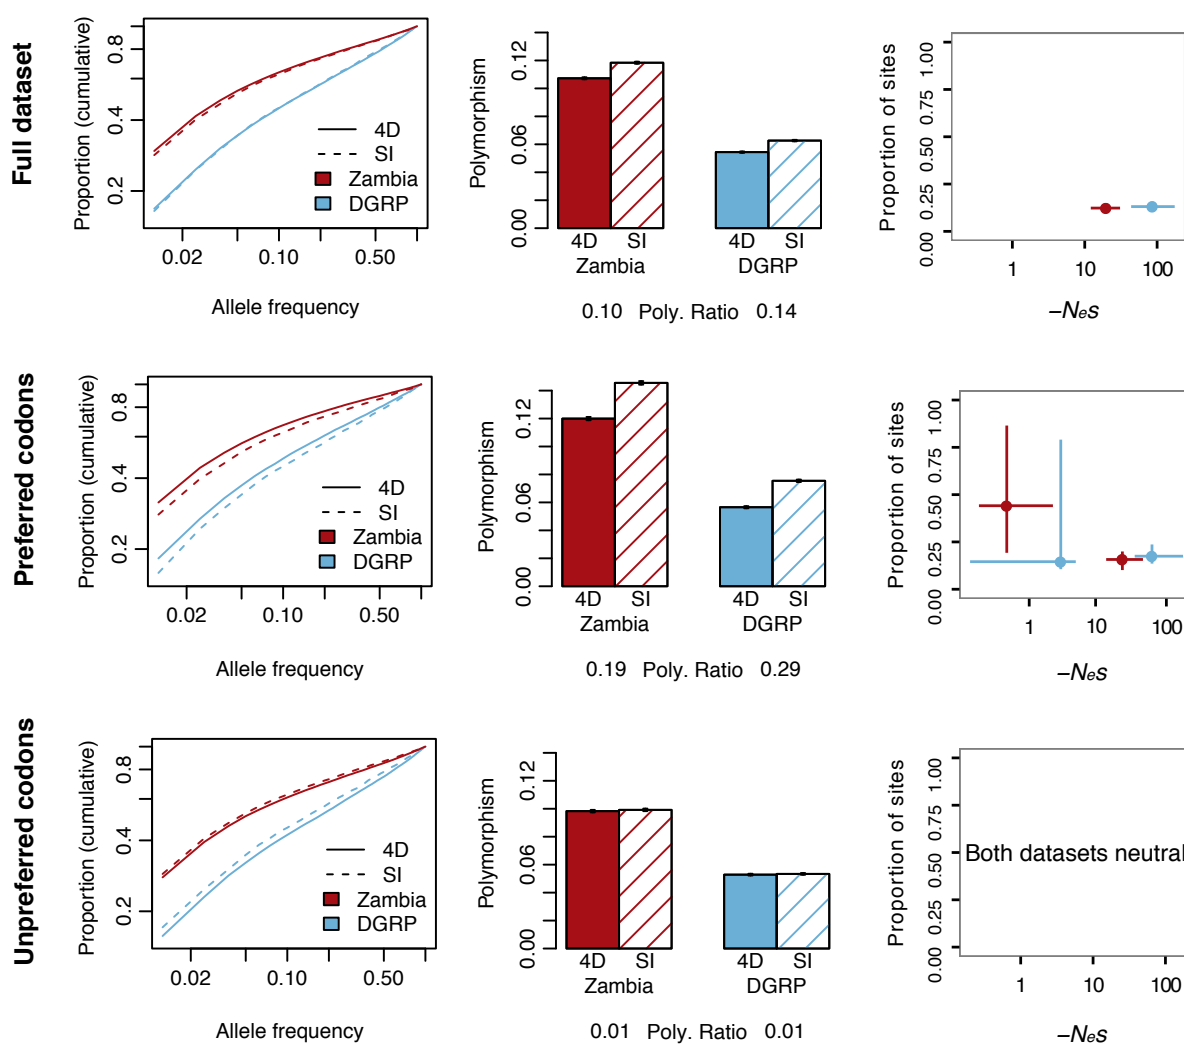 Full dataset
Proportion (cumulative)
0.2
0.4
0.8
4D
SI
Zambia
DGRP
0.02
0.10
0.50
Allele frequency
Polymorphism
0.00
0.06
0.12
4D SI 4D SI
Zambia DGRP
0.10 Poly. Ratio 0.14
Proportion of sites
0.00 0.25 0.50 0.75 1.00
1 10 100
−Nes
Preferred codons
Proportion (cumulative)
0.2
0.4
0.8
4D
SI
Zambia
DGRP
0.02
0.10
0.50
Allele frequency
Polymorphism
0.00
0.06
0.12
4D SI 4D SI
Zambia DGRP
0.19 Poly. Ratio 0.29
Proportion of sites
0.00 0.25 0.50 0.75 1.00
1 10 100
−Nes
Unpreferred codons
Proportion (cumulative)
0.2
0.4
0.8
4D
SI
Zambia
DGRP
0.02
0.10
0.50
Allele frequency
Polymorphism
0.00
0.06
0.12
4D SI 4D SI
Zambia DGRP
0.01 Poly. Ratio 0.01
Proportion of sites
0.00 0.25 0.50 0.75 1.00
Both datasets neutral
1 10 100
−Nes